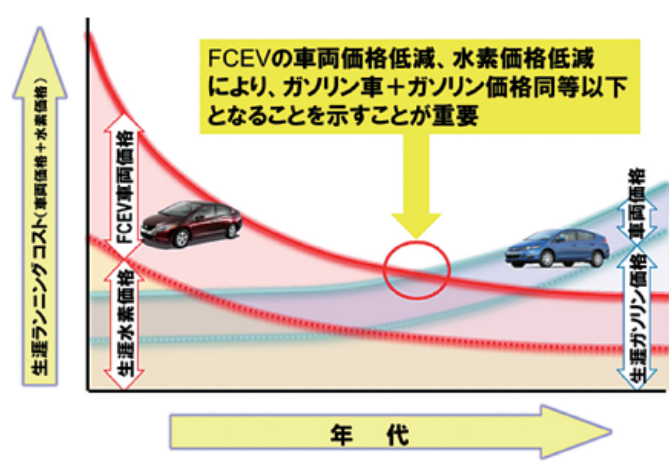 FCEVの車両価格低減、水素価格低減
により、ガソリン車＋ガソリン価格同等以下
となることを示すことが重要
生涯ランニングコスト（車両価格＋水素価格）
FCEV車両価格
生涯水素価格
車両価格
生涯ガソリン価格
年　代